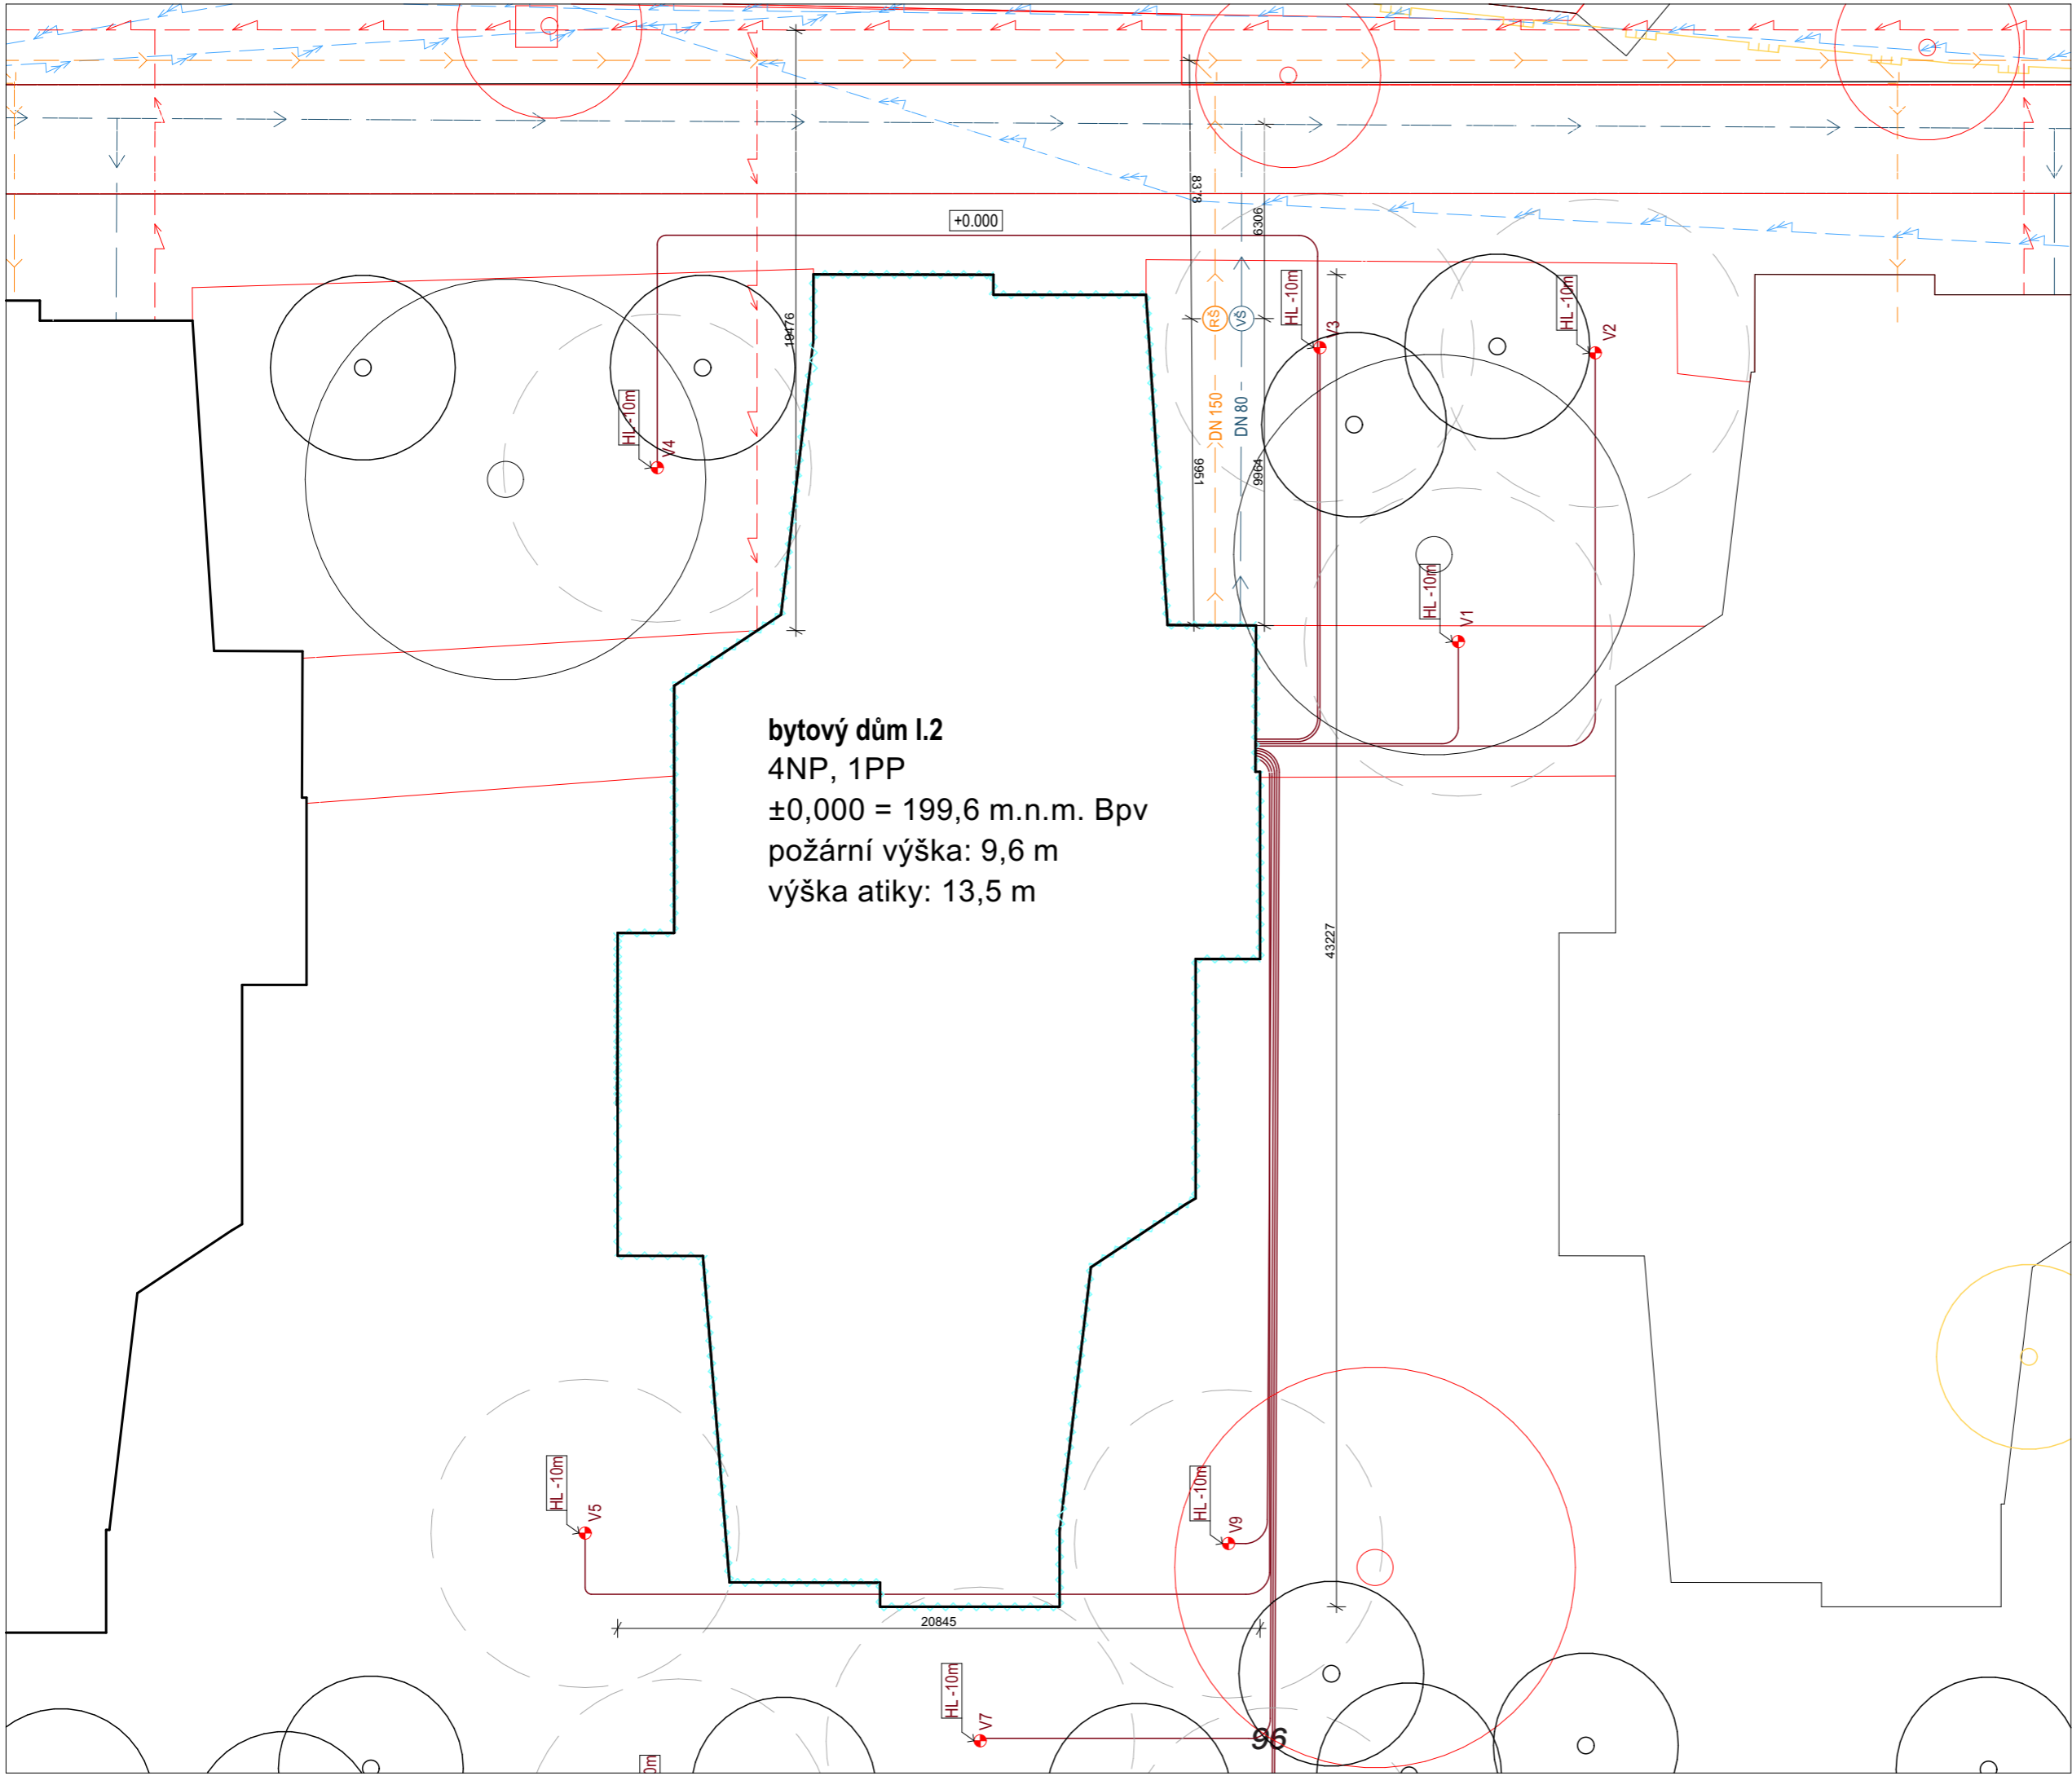 +0.000
8378
6306
19476
HL -10m
V4
RŠ
VŠ
DN 150
DN 80
9951
9964
HL -10m
V3
HL -10m
V2
HL -10m
V1
bytový dům I.2
4NP, 1PP
±0,000 = 199,6 m.n.m. Bpv
požární výška: 9,6 m
výška atiky: 13,5 m
43227
HL -10m
V5
HL -10m
V9
20845
HL -10m
V7
96
0m